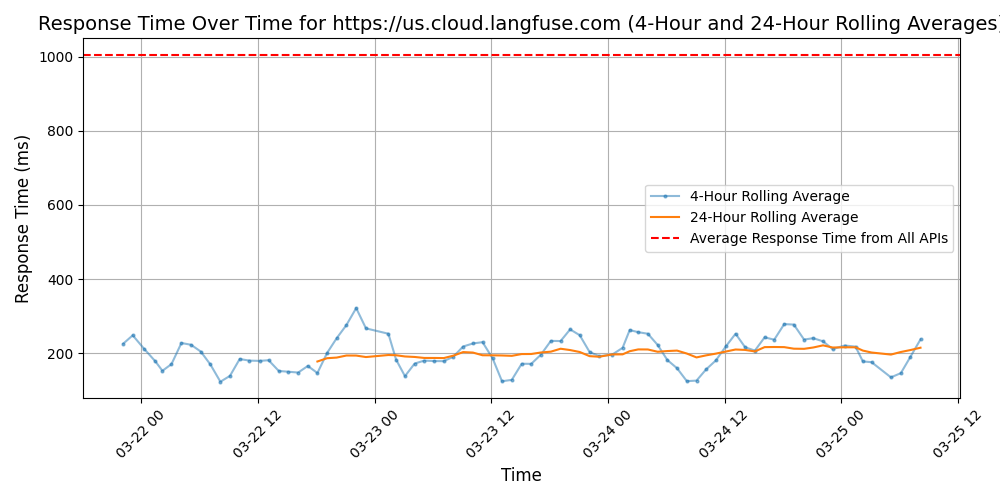 Response Time Over Time for https://us.cloud.langfuse.com (4-Hour and 24-Hour Rolling Averages)
Response Time (ms)
1000
800
600
400
200
4-Hour Rolling Average
24-Hour Rolling Average
Average Response Time from All APIs
03-22 00
03-22 12
03-23 00
03-23 12
03-24 00
03-24 12
03-25 00
03-25 12
Time